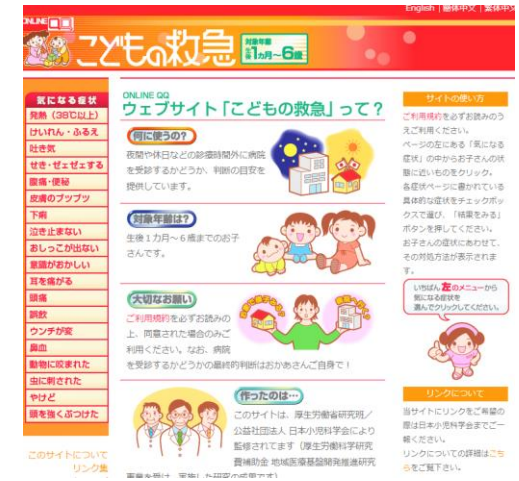 English | 簡体中文 | 繁体中文
ONLINE QQ
こどもの救急
対象年齢
生後1ヵ月〜6歳
気になる症状
発熱（38℃以上）
けいれん・ふるえ
吐き気
せき・ゼェゼェする
腹痛・便秘
皮膚のブツブツ
下痢
泣き止まない
おしっこが出ない
意識がおかしい
耳を痛がる
頭痛
誤飲
ウンチが変
鼻血
動物に咬まれた
虫に刺された
やけど
頭を強くぶつけた
このサイトについて
リンク集
ONLINE QQ
ウェブサイト「こどもの救急」って？
何に使うの？
夜間や休日などの診療時間外に病院
を受診するかどうか、判断の目安を
提供しています。
対象年齢は？
生後１カ月～６歳までのお子
さんです。
大切なお願い
ご利用規約を必ずお読みの
上、同意された場合のみご
利用ください。なお、病院
を受診するかどうかの最終的判断はおかあさんご自身で！
作ったのは…
このサイトは、厚生労働省研究班／
公益社団法人 日本小児科学会により
監修されてます（厚生労働科学研究
費補助金 地域医療基盤開発推進研究
事業を受け、実施した研究の成果です）
サイトの使い方
ご利用規約を必ずお読みのう
えご利用ください。
ページの左にある「気になる
症状」の中からお子さんの状
態に近いものをクリック。
各症状ページに書かれている
具体的な症状をチェックボッ
クスで選び、「結果をみる」
ボタンを押してください。
お子さんの症状にあわせて、
その対処方法が表示されま
す。
いちばん左のメニューから
気になる症状を
選んでクリックしてください。
リンクについて
当サイトにリンクをご希望の
際は日本小児科学会までご一
報ください。
リンクについての詳細はこち
らをご覧下さい。